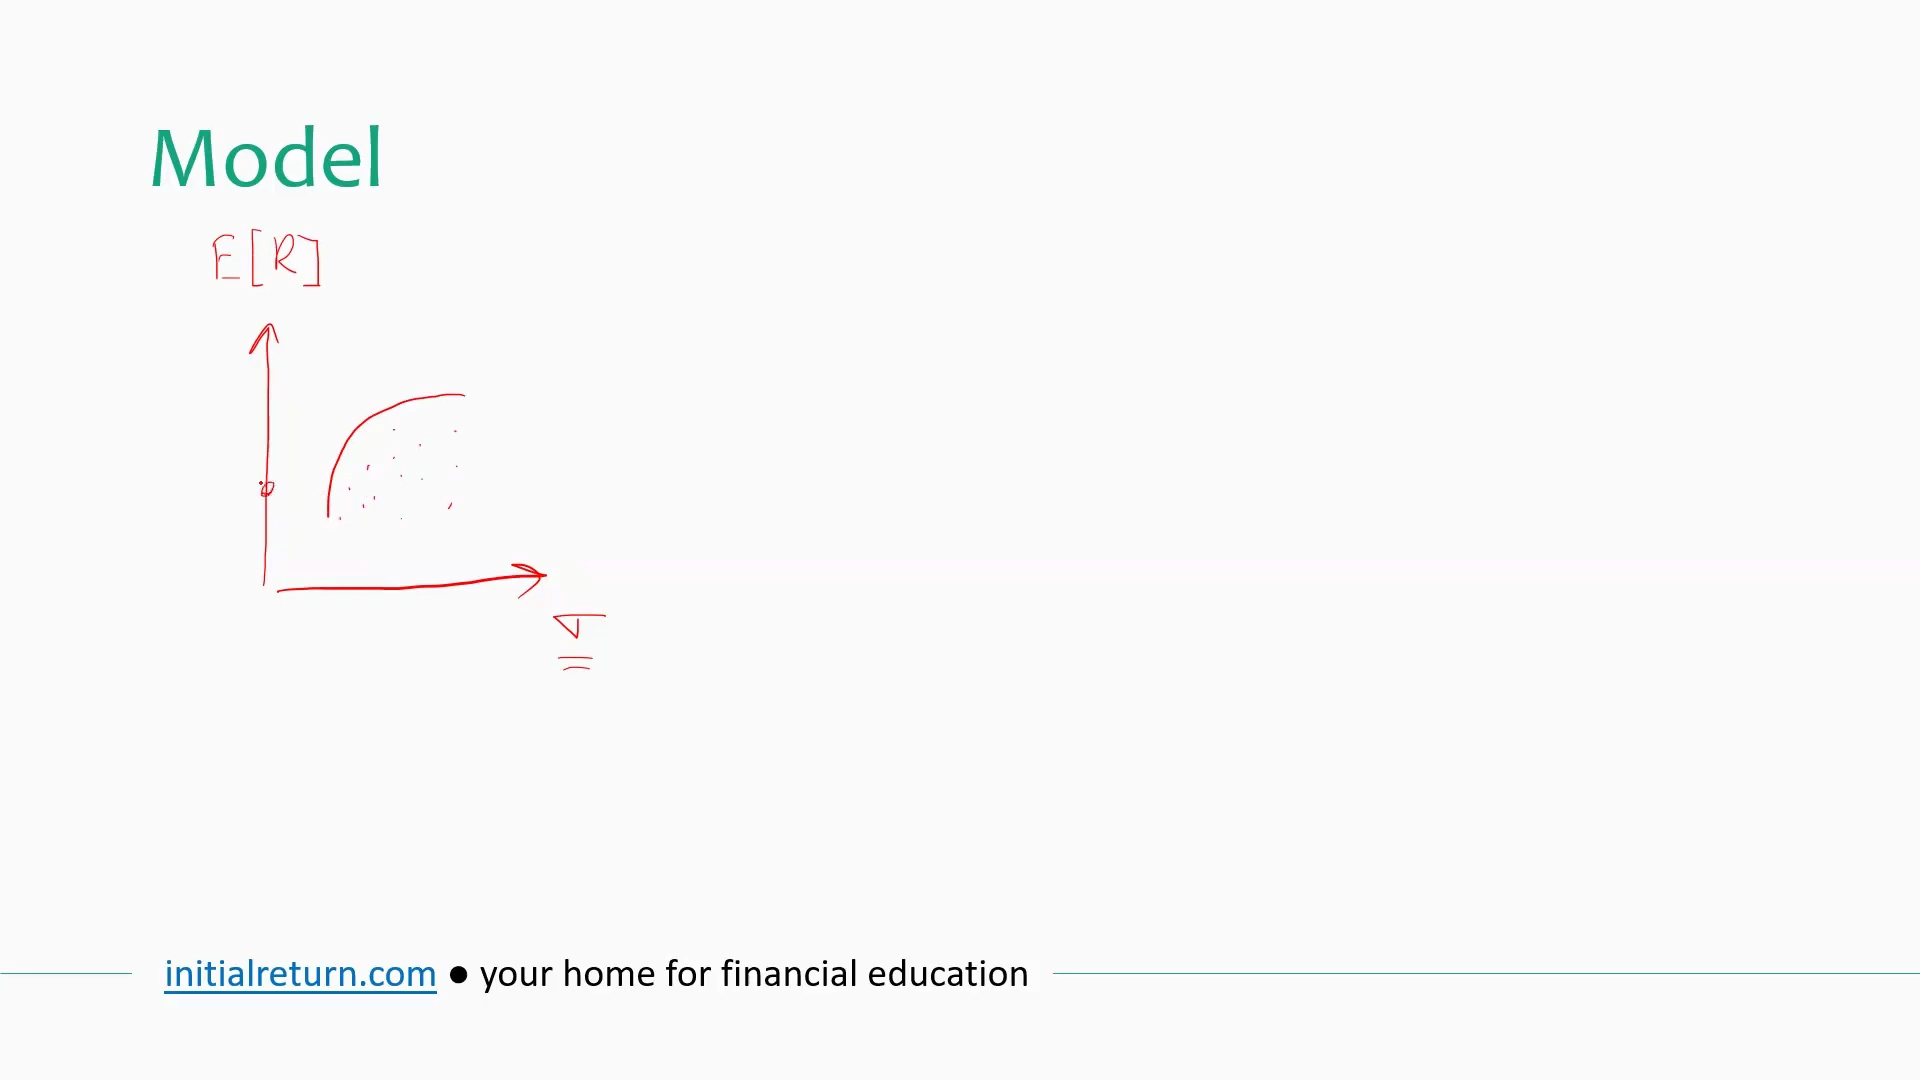 Model
E[R]
σ
initialreturn.com ● your home for financial education